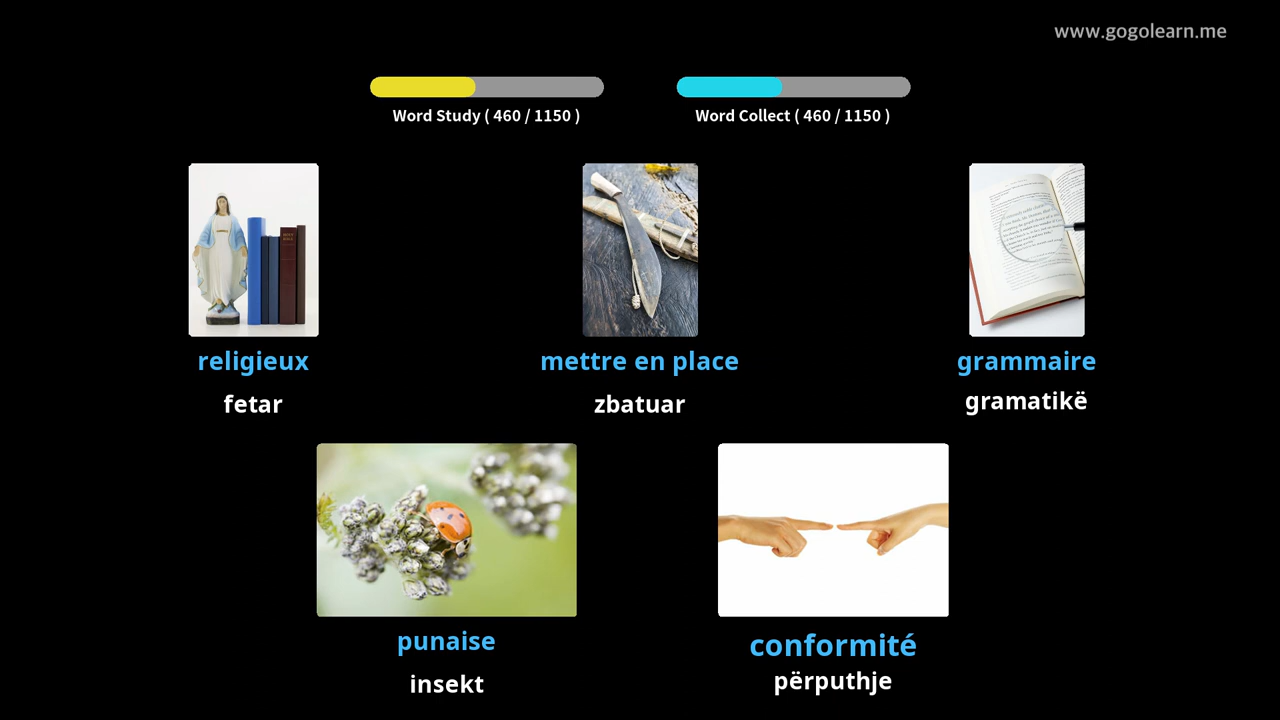 www.gogolearn.me
Word Study ( 460 / 1150 )
Word Collect ( 460 / 1150 )
religieux
mettre en place
grammaire
fetar
zbatuar
gramatikë
punaise
conformité
insekt
përputhje